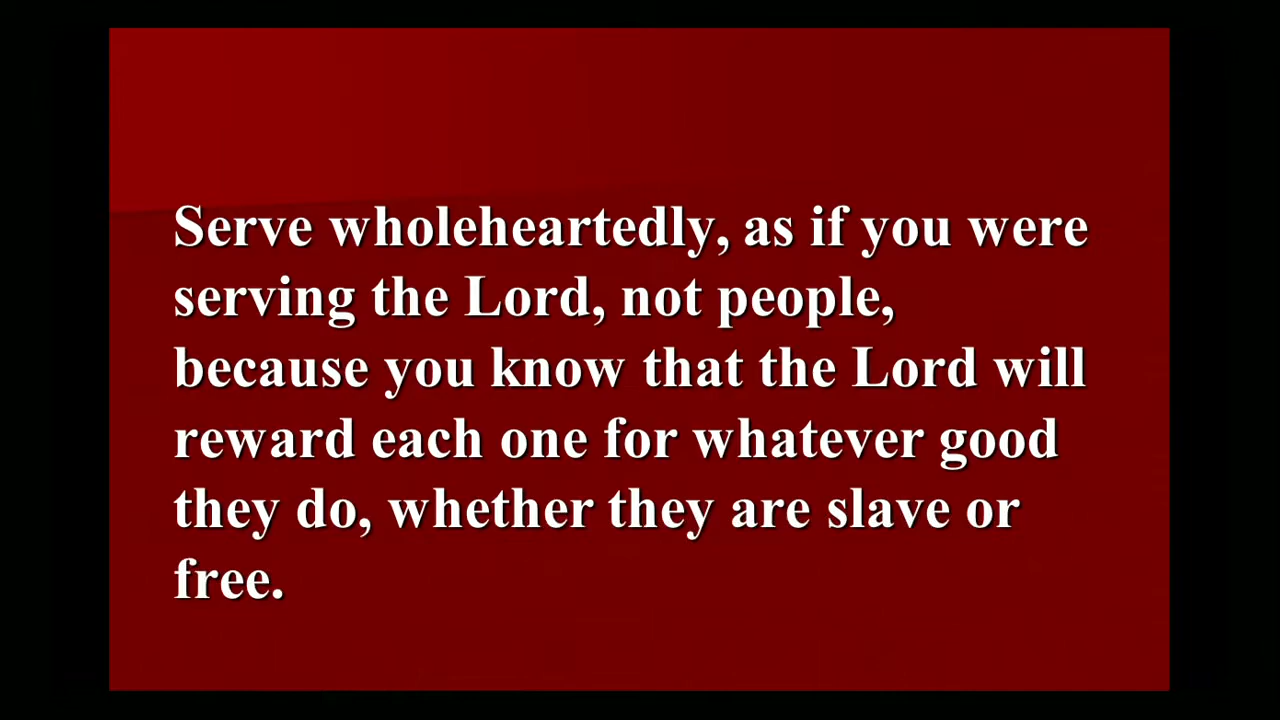 Serve wholeheartedly, as if you were
serving the Lord, not people,
because you know that the Lord will
reward each one for whatever good
they do, whether they are slave or
free.